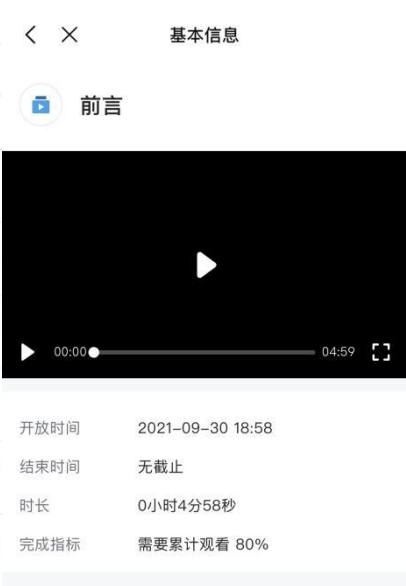 基本信息
前言
00:00 04:59
开放时间 2021-09-30 18:58
结束时间 无截止
时长 0小时4分58秒
完成指标 需要累计观看 80%